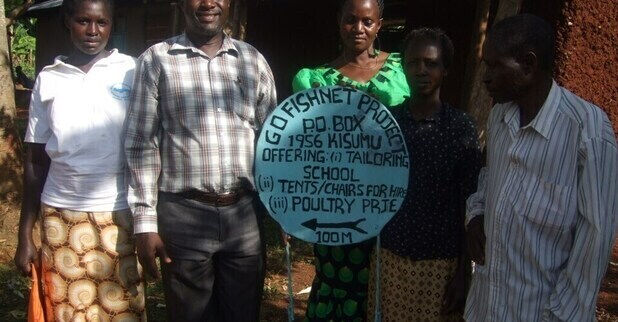 GO FISHNET PROJECT
P.O. BOX
1956 KISUMU
OFFERING:(i) TAILORING
SCHOOL
(ii) TENTS/CHAIRS FOR HIRE
(iii) POULTRY PRJE
100M